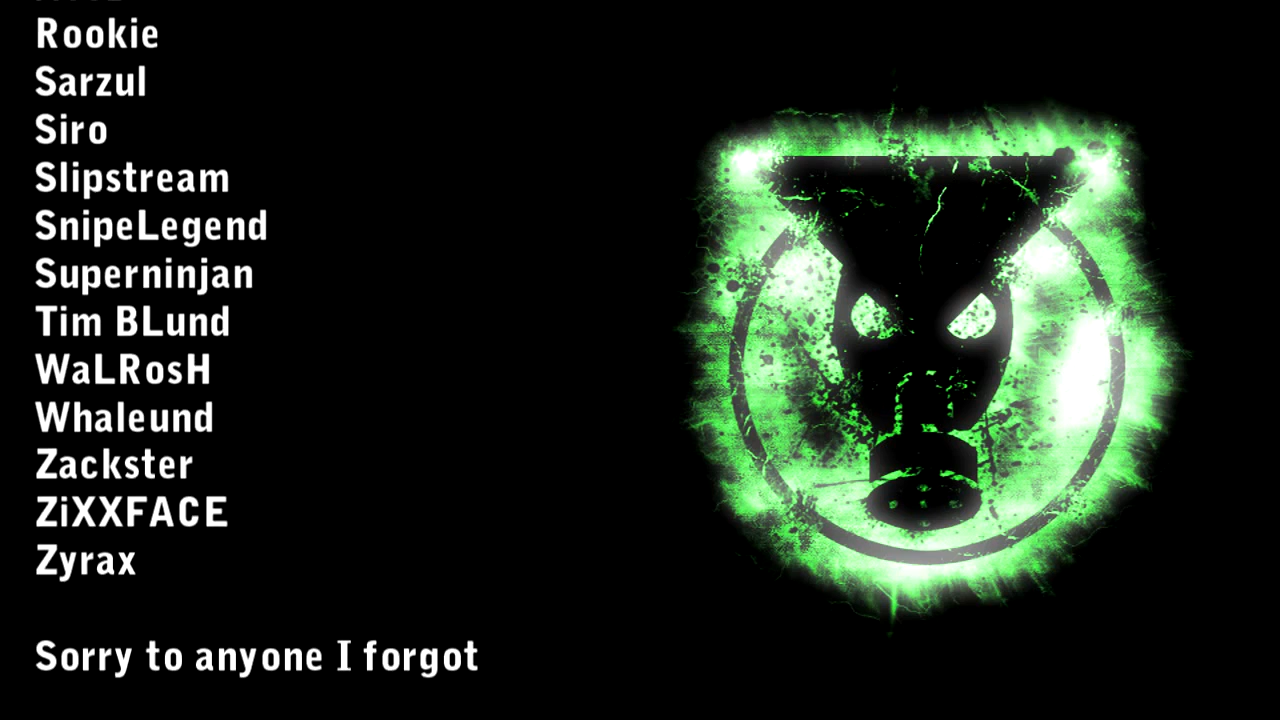 Rookie
Sarzul
Siro
Slipstream
SnipeLegend
Superninjan
Tim BLund
WaLRosH
Whaleund
Zackster
ZiXXFACE
Zyrax
Sorry to anyone I forgot